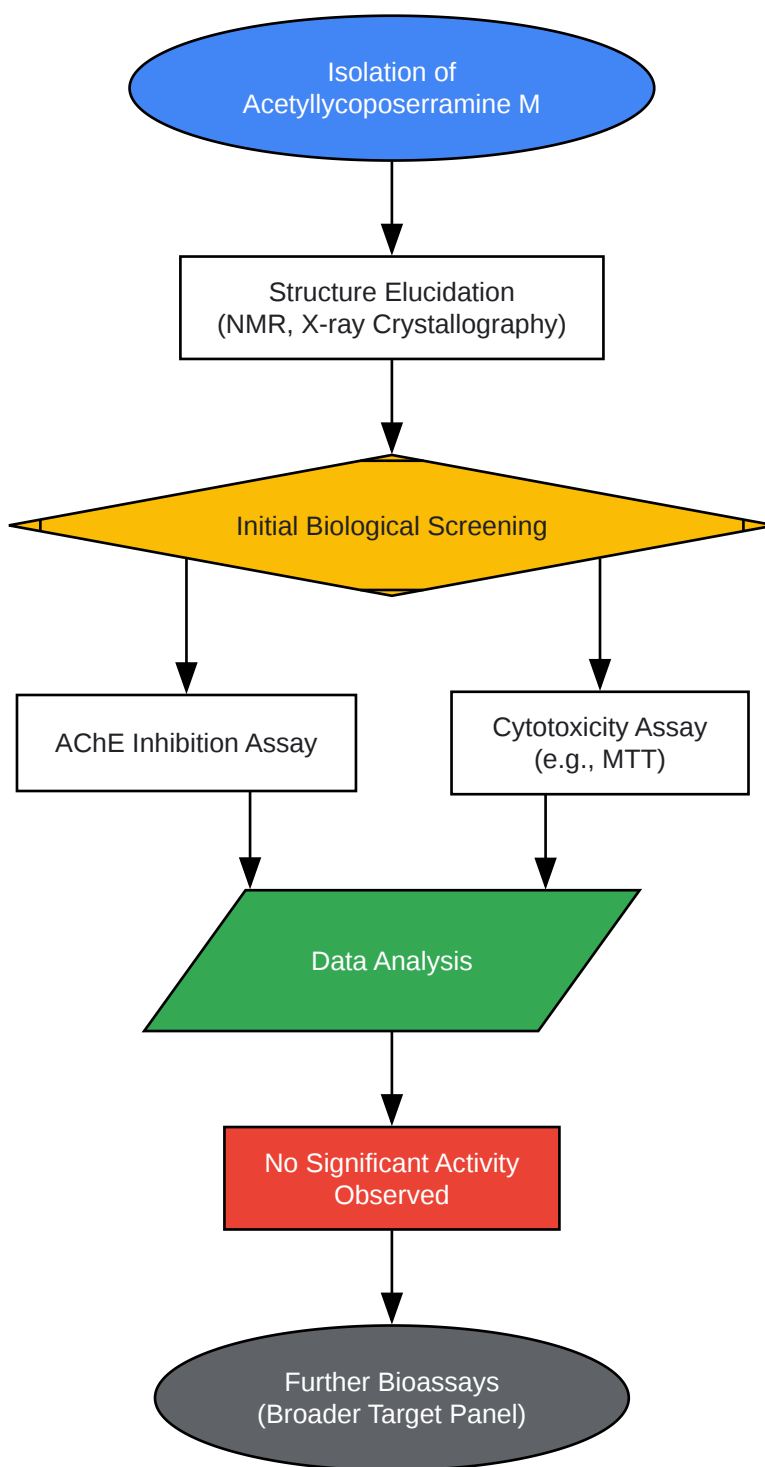 Isolation of
Acetyllycoposerramine M
Structure Elucidation
(NMR, X-ray Crystallography)
Initial Biological Screening
AChE Inhibition Assay
Cytotoxicity Assay
(e.g., MTT)
Data Analysis
No Significant Activity
Observed
Further Bioassays
(Broader Target Panel)